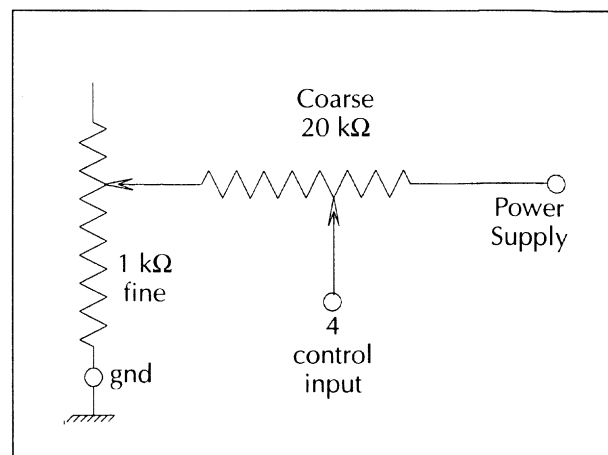 Coarse
20 kΩ
Power
Supply
1 kΩ
fine
4
control
input
gnd